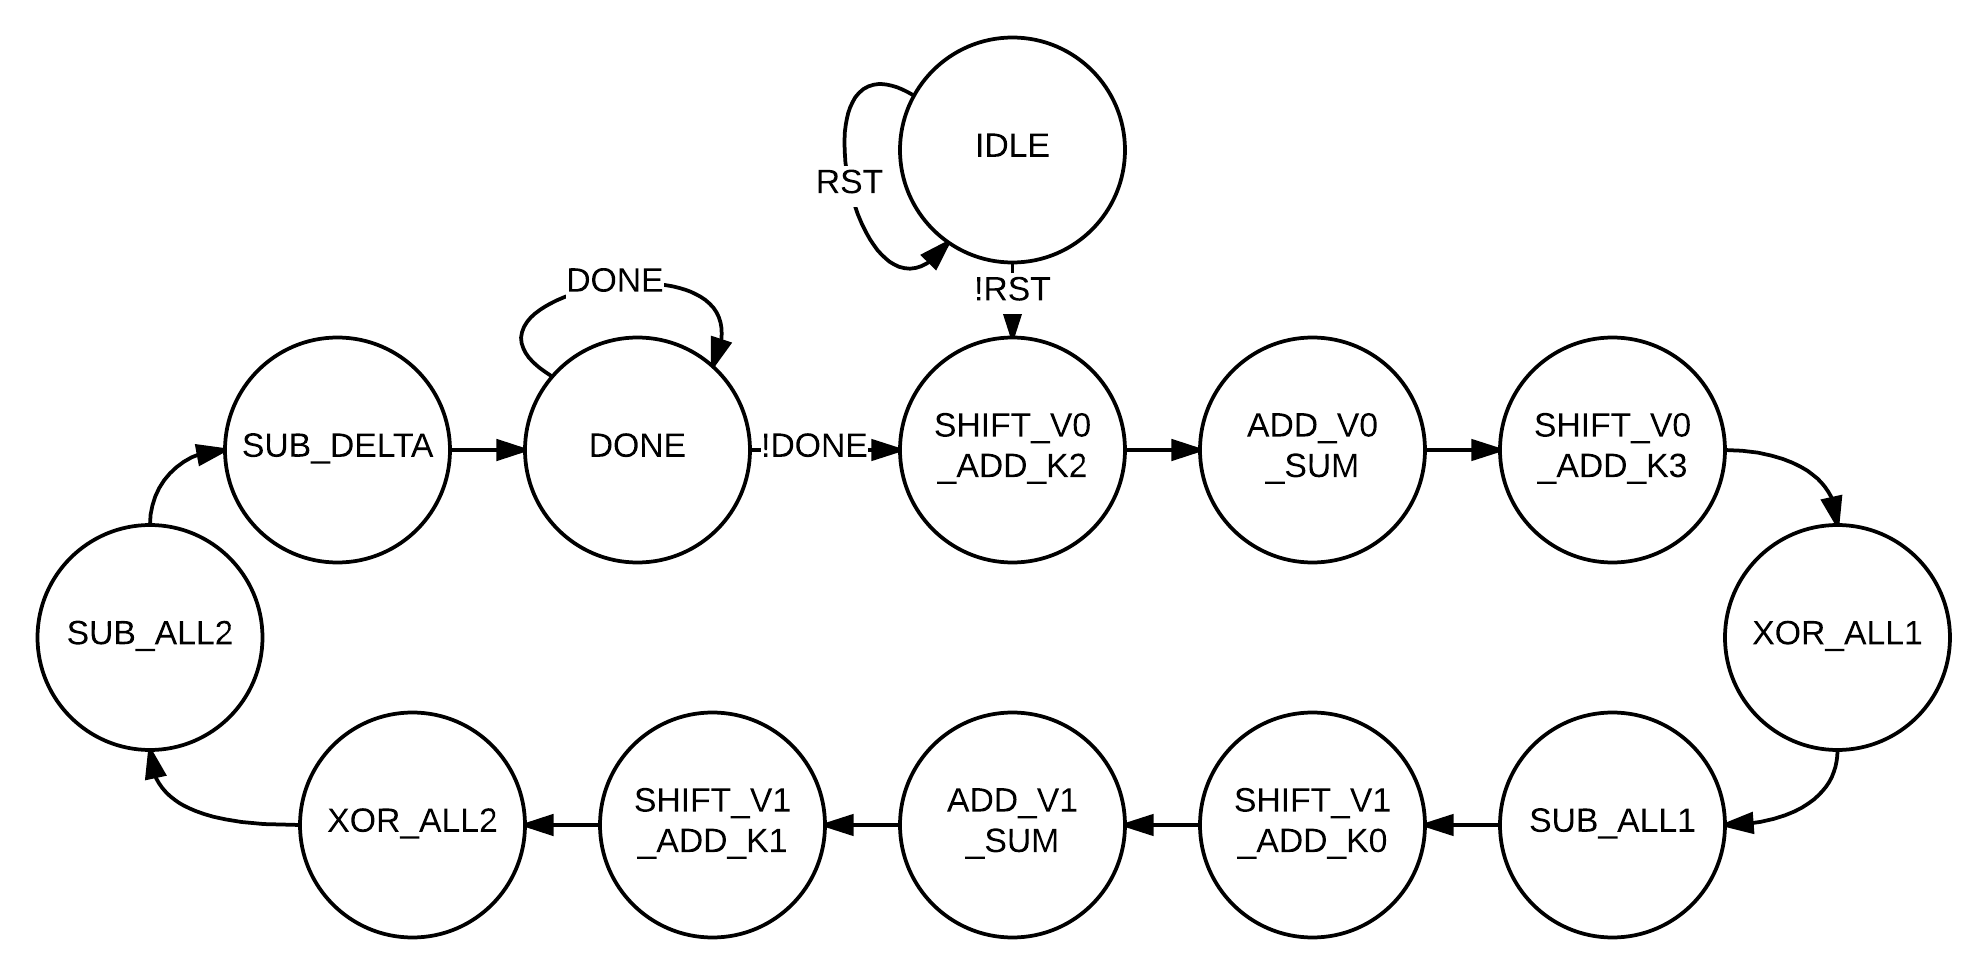 IDLE
RST
!RST
DONE
SUB_DELTA
DONE
!DONE
SHIFT_V0
_ADD_K2
ADD_V0
_SUM
SHIFT_V0
_ADD_K3
SUB_ALL2
XOR_ALL1
XOR_ALL2
SHIFT_V1
_ADD_K1
ADD_V1
_SUM
SHIFT_V1
_ADD_K0
SUB_ALL1